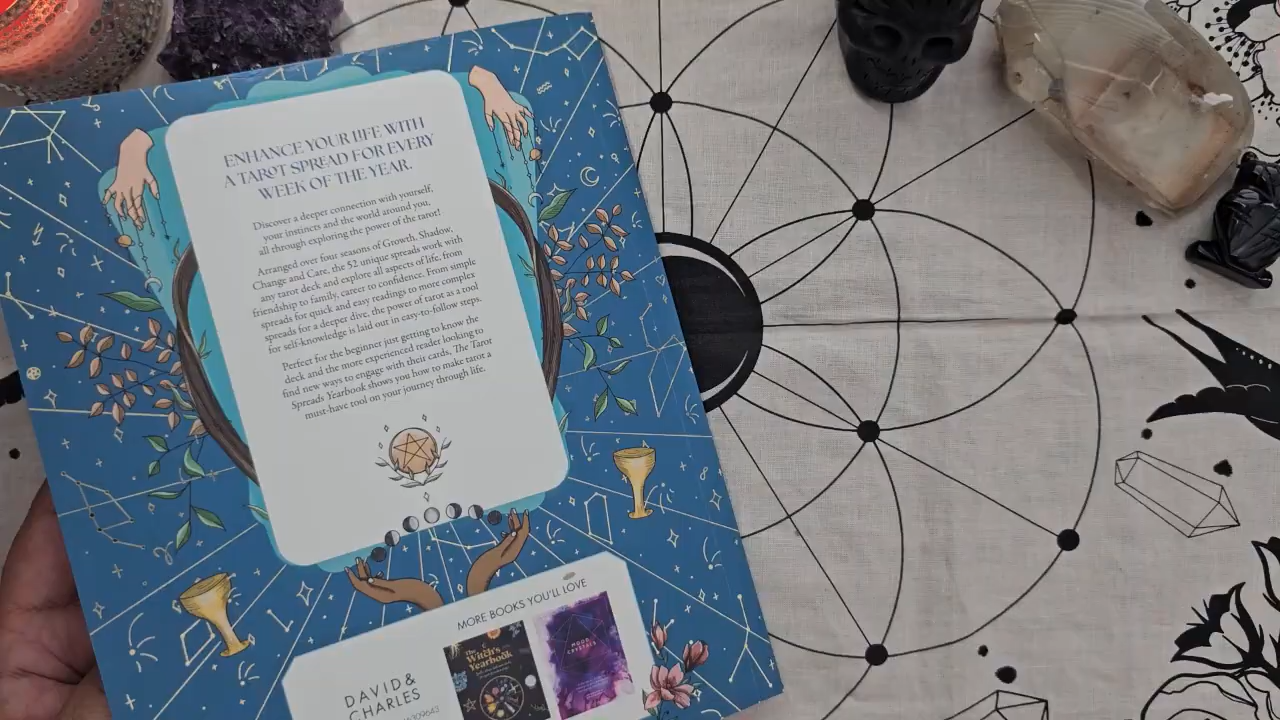 ENHANCE YOUR LIFE WITH
A TAROT SPREAD FOR EVERY
WEEK OF THE YEAR.
Discover a deeper connection with yourself,
your instincts and the world around you,
all through exploring the power of the tarot!
Arranged over four seasons of Growth, Shadow,
Change and Care, the 52 unique spreads work with
any tarot deck and explore all aspects of life, from
friendship to family, career to confidence. From simple
spreads for quick and easy readings to more complex
spreads for a deeper dive, the power of tarot as a tool
for self-knowledge is laid out in easy-to-follow steps.
Perfect for the beginner just getting to know the
deck and the more experienced reader looking to
find new ways to engage with their cards, The Tarot
Spreads Yearbook shows you how to make tarot a
must-have tool on your journey through life.
MORE BOOKS YOU'LL LOVE
The
Witch's
Yearbook
MOON
CRYSTALS
DAVID &
CHARLES